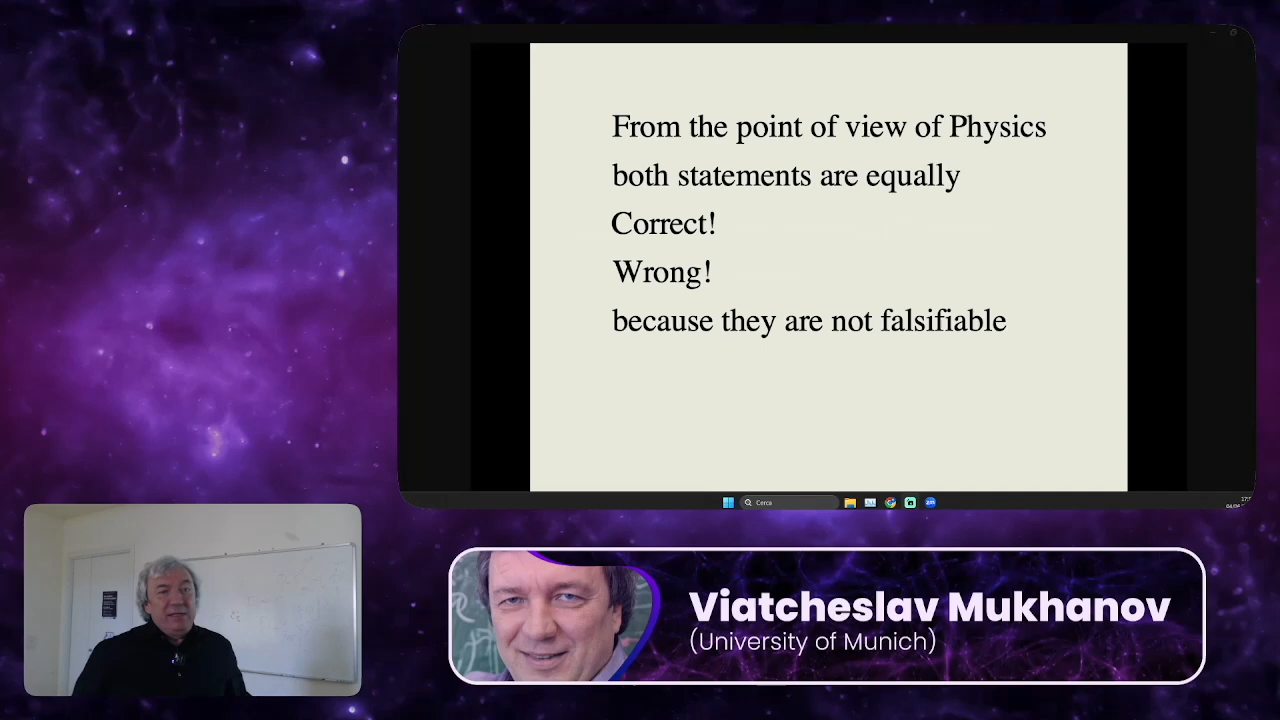 From the point of view of Physics
both statements are equally
Correct!
Wrong!
because they are not falsifiable
Cerca
Viatcheslav Mukhanov
(University of Munich)